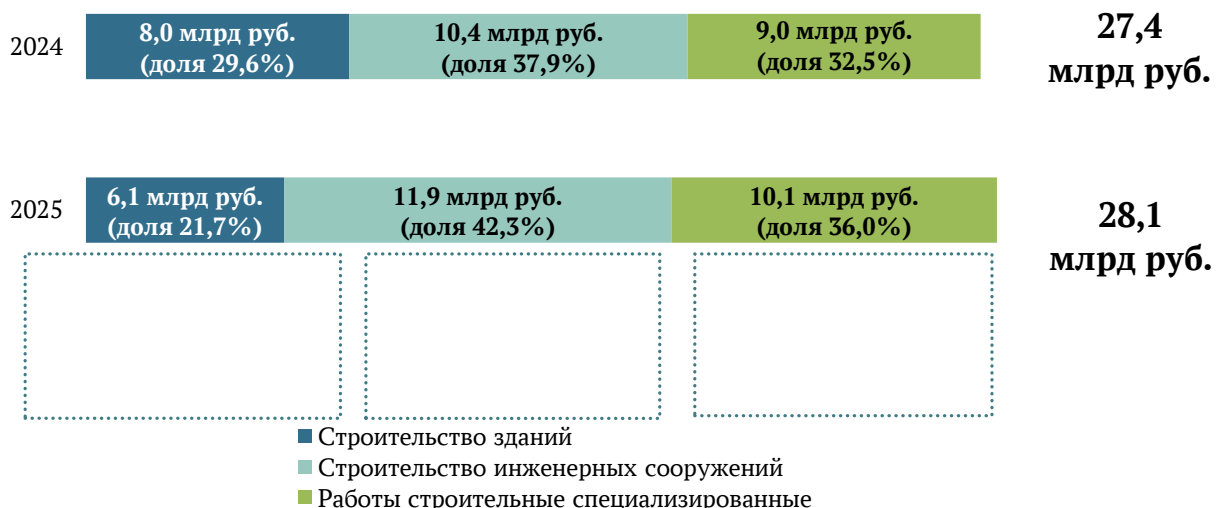 2024
8,0 млрд руб.
(доля 29,6%)
10,4 млрд руб.
(доля 37,9%)
9,0 млрд руб.
(доля 32,5%)
27,4
млрд руб.
2025
6,1 млрд руб.
(доля 21,7%)
11,9 млрд руб.
(доля 42,3%)
10,1 млрд руб.
(доля 36,0%)
28,1
млрд руб.
Строительство зданий
Строительство инженерных сооружений
Работы строительные специализированные